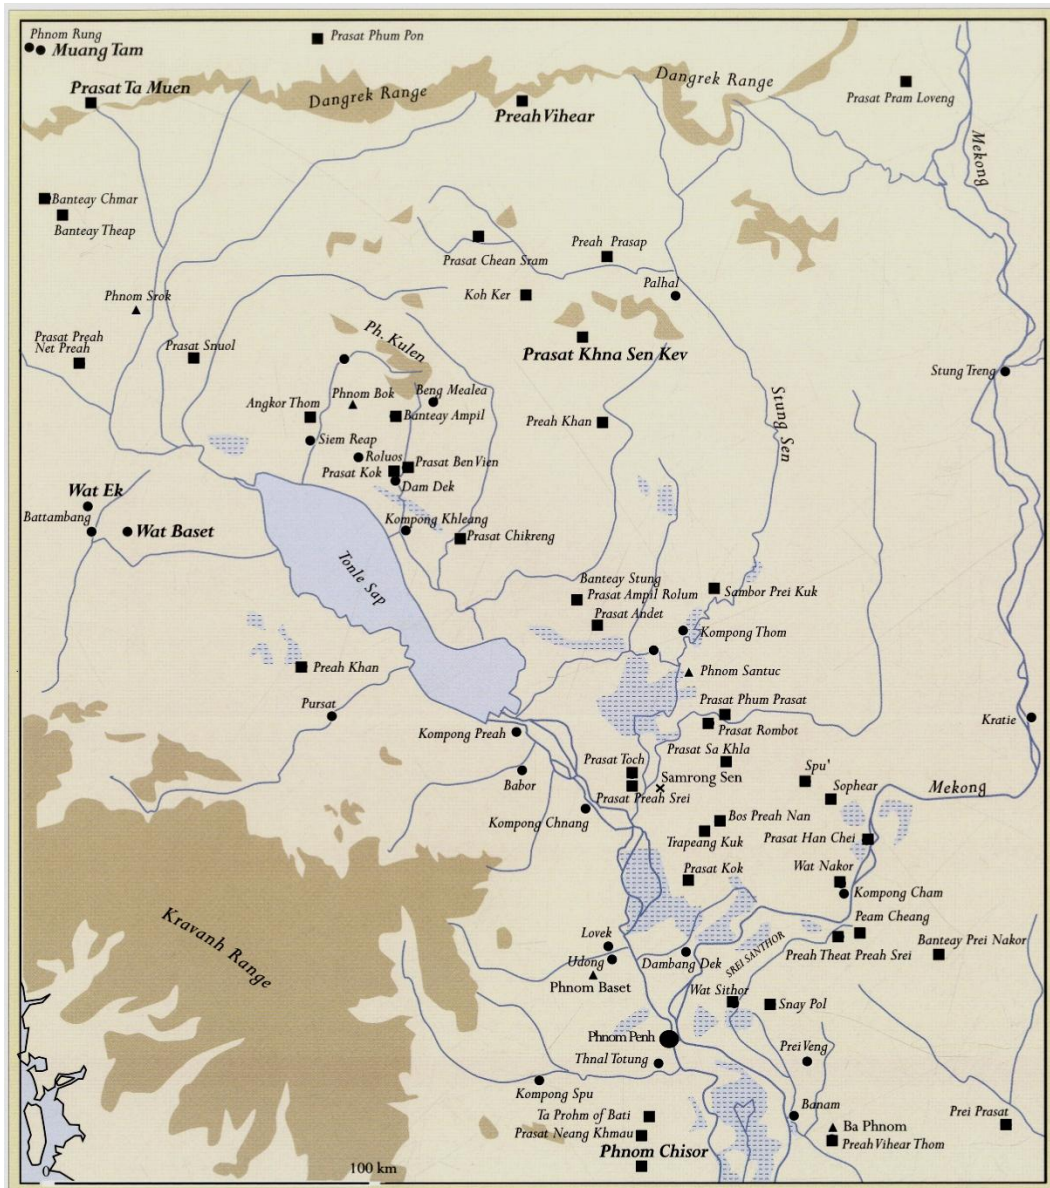 Phnom Rung
Muang Tam
Prasat Phum Pon
Prasat Ta Muen
Dangrek Range
Dangrek Range
Preah Vihear
Prasat Pram Loveng
Mekong
Banteay Chmar
Banteay Theap
Prasat Chean Sram
Preah Prasap
Palhal
Koh Ker
Phnom Srok
Prasat Preah
Net Preah
Prasat Snuol
Ph. Kulen
Prasat Khna Sen Kev
Stung Treng
Phnom Bok
Beng Mealea
Angkor Thom
Banteay Ampil
Preah Khan
Stung Sen
Siem Reap
Roluos
Prasat Ben Vien
Prasat Kok
Dam Dek
Wat Ek
Battambang
Wat Baset
Kompong Khleang
Prasat Chikreng
Tonle Sap
Banteay Stung
Prasat Ampil Rolum
Sambor Prei Kuk
Prasat Andet
Kompong Thom
Preah Khan
Phnom Santuc
Pursat
Prasat Phum Prasat
Prasat Rombot
Kratie
Kompong Preah
Prasat Sa Khla
Prasat Toch
Samrong Sen
Spu'
Sophear
Mekong
Babor
Prasat Preah Srei
Kompong Chnang
Bos Preah Nan
Trapeang Kuk
Prasat Han Chei
Prasat Kok
Wat Nakor
Kompong Cham
Kravanh Range
Peam Cheang
Lovek
Udong
Dambang Dek
SREI SANTHOR
Preah Theat Preah Srei
Banteay Prei Nakor
Phnom Baset
Wat Sithor
Snay Pol
Phnom Penh
Thnal Totung
Prei Veng
Kompong Spu
Ta Prohm of Bati
Banam
Prei Prasat
Prasat Neang Khmau
Ba Phnom
Phnom Chisor
Preah Vihear Thom
0
100 km